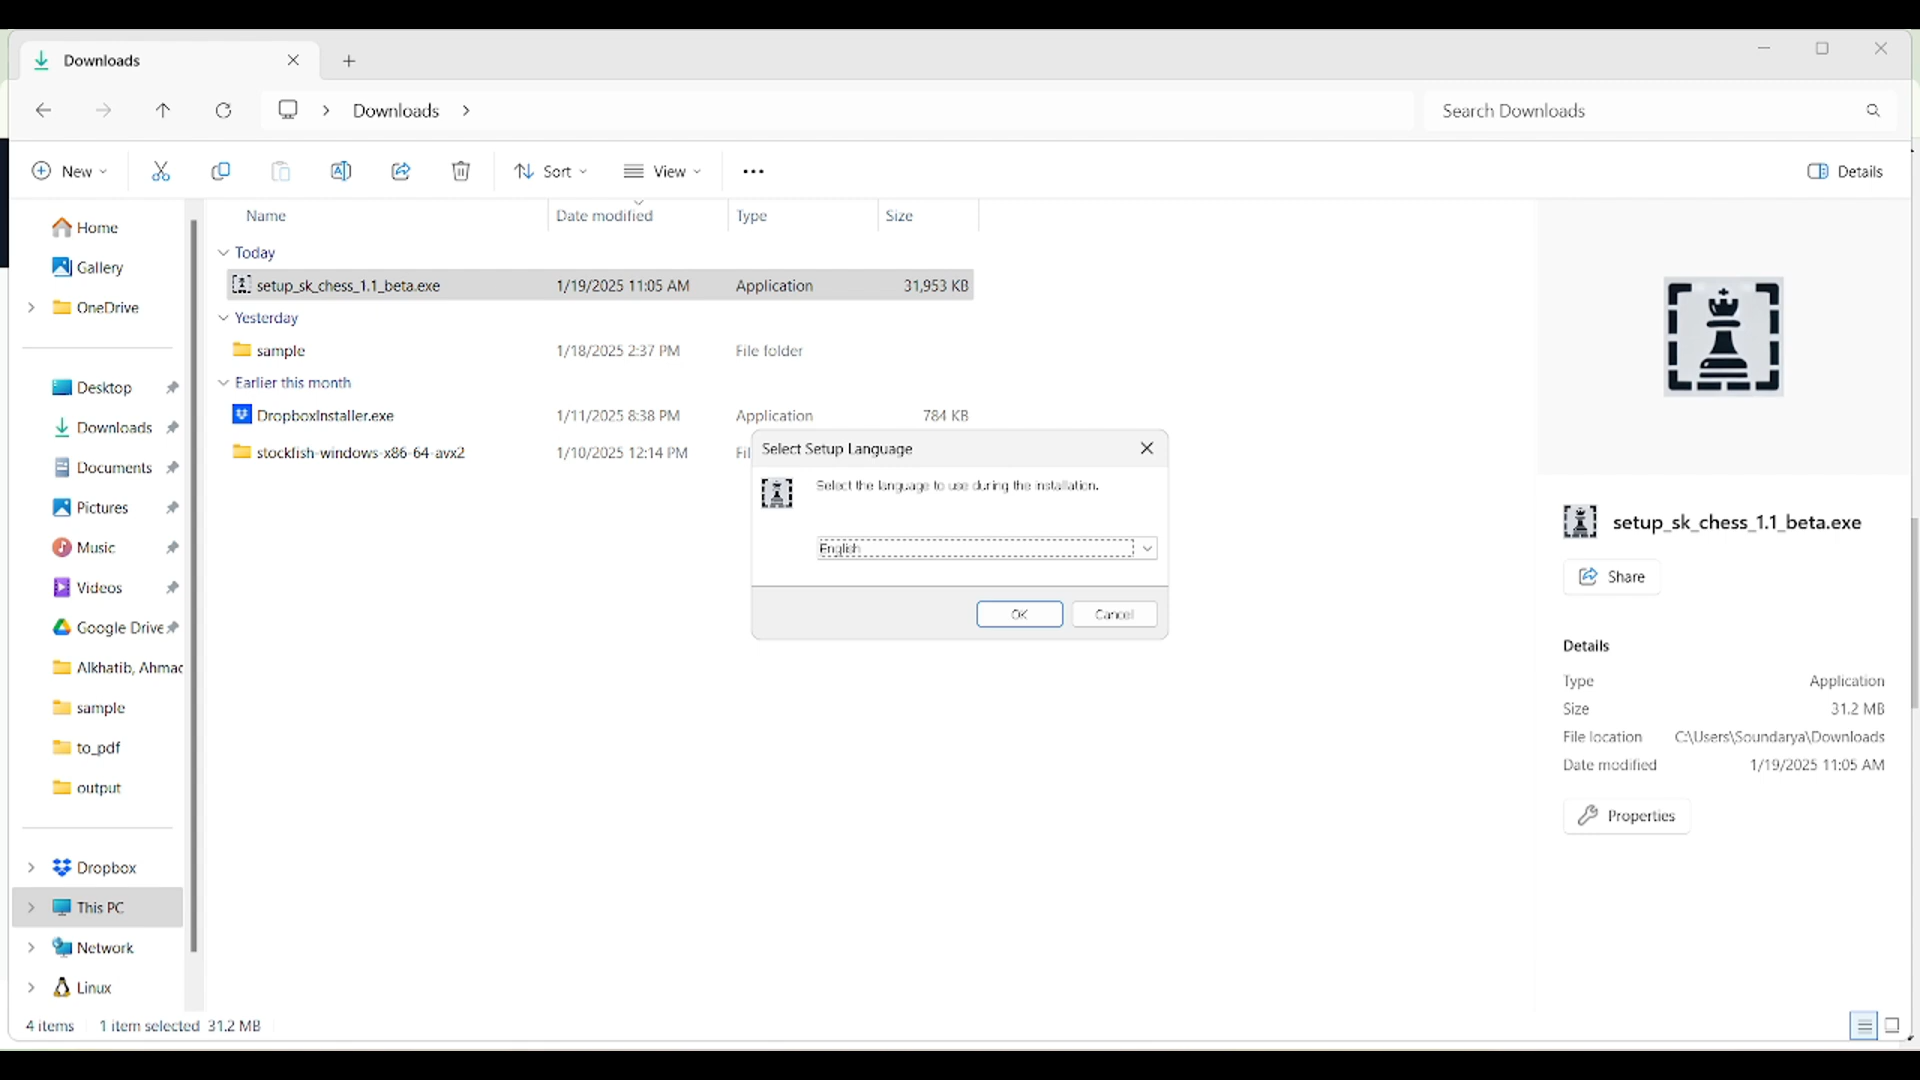 Downloads
Downloads
Search Downloads
New
Sort
View
Details
Home
Gallery
OneDrive
Desktop
Downloads
Documents
Pictures
Music
Videos
Google Drive
Alkhatib, Ahmad
sample
to_pdf
output
Dropbox
This PC
Network
Linux
Name Date modified Type Size
Today
setup_sk_chess_1.1_beta.exe 1/19/2025 11:05 AM Application 31,953 KB
Yesterday
sample 1/18/2025 2:37 PM File folder
Earlier this month
DropboxInstaller.exe 1/11/2025 8:38 PM Application 784 KB
stockfish-windows-x86-64-avx2 1/10/2025 12:14 PM Fil
Select Setup Language
Select the language to use during the installation.
English
OK Cancel
setup_sk_chess_1.1_beta.exe
Share
Details
Type Application
Size 31.2 MB
File location C:\Users\Soundarya\Downloads
Date modified 1/19/2025 11:05 AM
Properties
4 items 1 item selected 31.2 MB